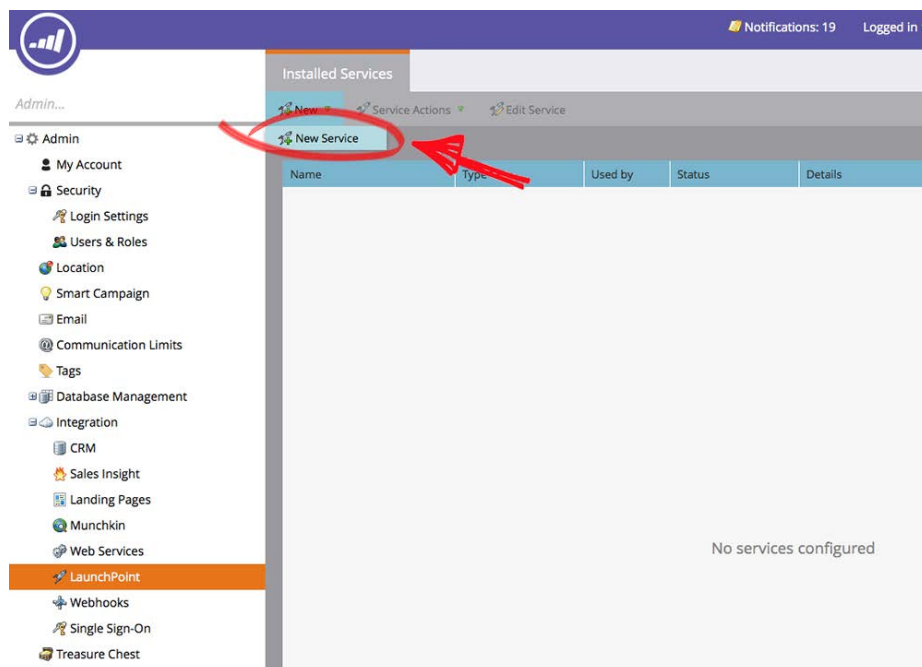 Notifications: 19 Logged in
Installed Services
Admin...
New Service Actions Edit Service
New Service
Name Type Used by Status Details
Admin
My Account
Security
Login Settings
Users & Roles
Location
Smart Campaign
Email
Communication Limits
Tags
Database Management
Integration
CRM
Sales Insight
Landing Pages
Munchkin
Web Services
No services configured
LaunchPoint
Webhooks
Single Sign-On
Treasure Chest